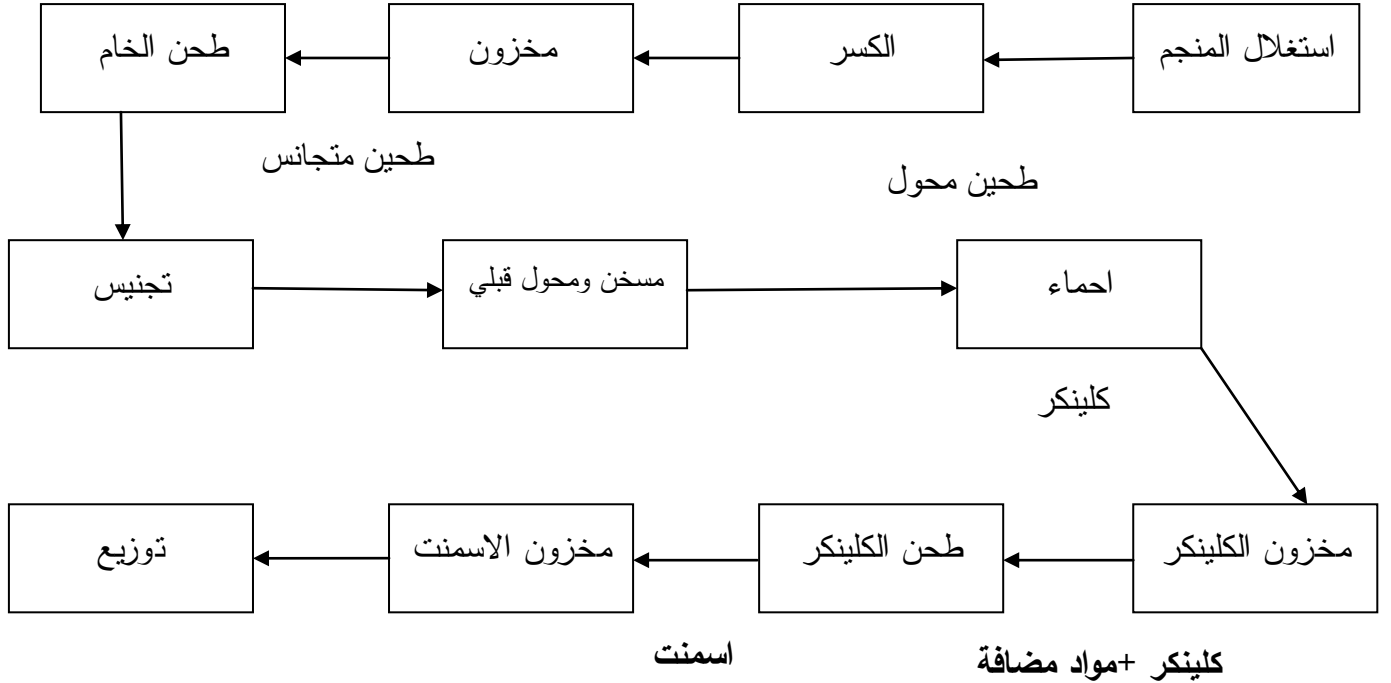 استغلال المنجم
الكسر
مخزون
طحن الخام
طحين متجانس
طحين محول
تجنيس
مسخن ومحول قبلي
احماء
كلينكر
مخزون الكلينكر
طحن الكلينكر
مخزون الاسمنت
توزيع
كلينكر +مواد مضافة
اسمنت